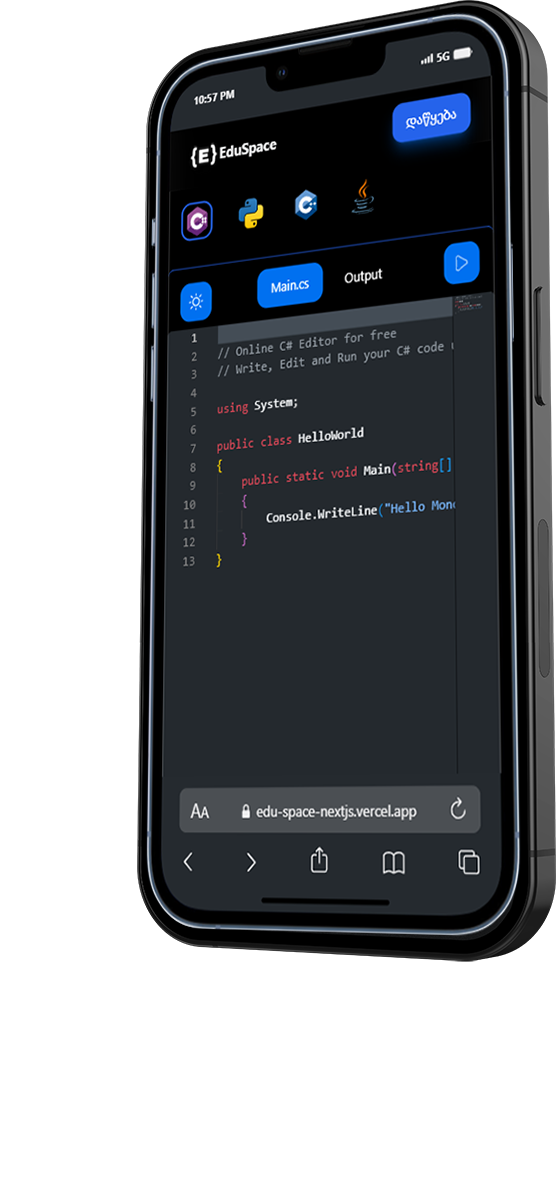 10:57 PM 5G
დაწყება
{E} EduSpace
Main.cs Output
1
2 // Online C# Editor for free
3 // Write, Edit and Run your C# code
4
5 using System;
6
7 public class HelloWorld
8 {
9 public static void Main(string[]
10 {
11 Console.WriteLine("Hello Mono
12 }
13 }
AA edu-space-nextjs.vercel.app